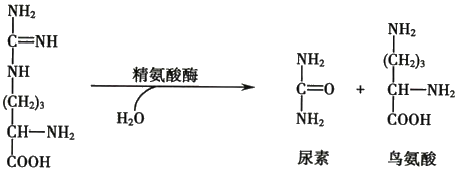 NH₂
C=NH
NH
(CH₂)₃
CH—NH₂
COOH
精氨酸酶
H₂O
NH₂
C=O
NH₂
尿素
+
NH₂
(CH₂)₃
CH—NH₂
COOH
鸟氨酸